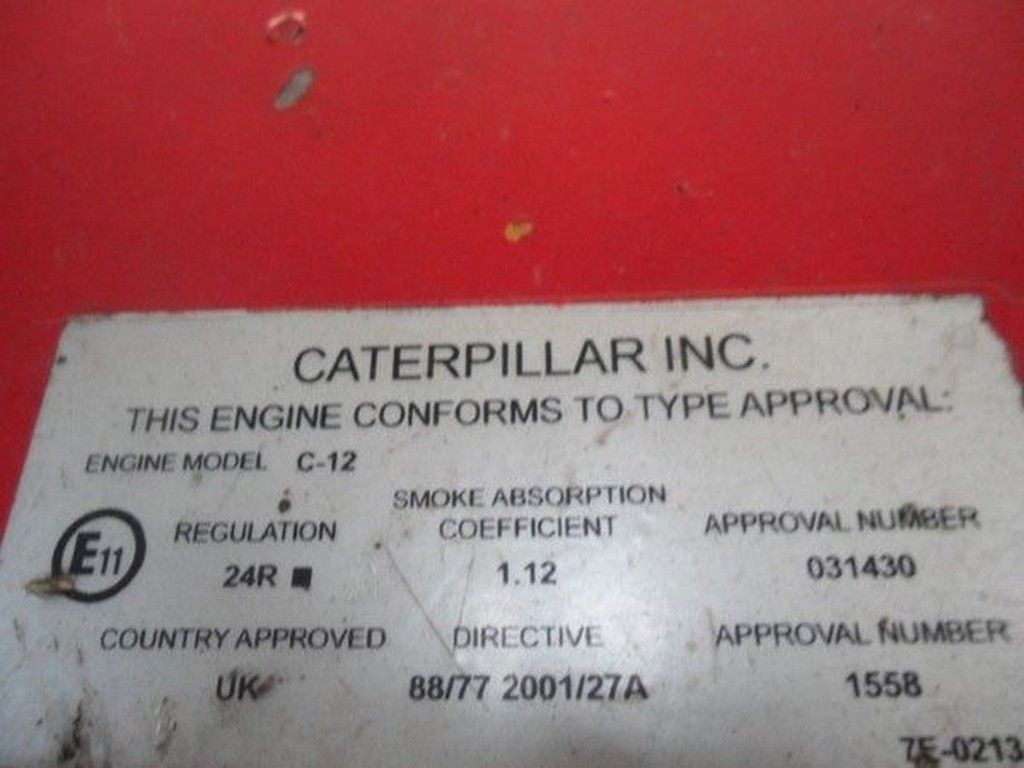 CATERPILLAR INC.
THIS ENGINE CONFORMS TO TYPE APPROVAL:
ENGINE MODEL C-12
SMOKE ABSORPTION
REGULATION COEFFICIENT APPROVAL NUMBER
E11
24R ■ 1.12 031430
COUNTRY APPROVED DIRECTIVE APPROVAL NUMBER
UK 88/77 2001/27A 1558
7E-0213